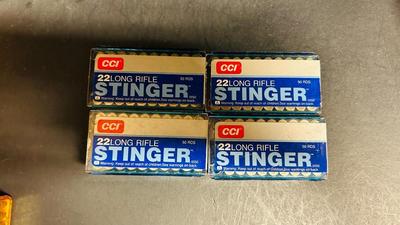 CCI
22 LONG RIFLE 50 RDS
STINGER
Warning: Keep out of reach of children. See warnings on back.
CCI
22 LONG RIFLE 50 RDS
STINGER
Warning: Keep out of reach of children. See warnings on back.
CCI
22 LONG RIFLE 50 RDS
STINGER
Warning: Keep out of reach of children. See warnings on back.
CCI
22 LONG RIFLE 50 RDS
STINGER
Warning: Keep out of reach of children. See warnings on back.